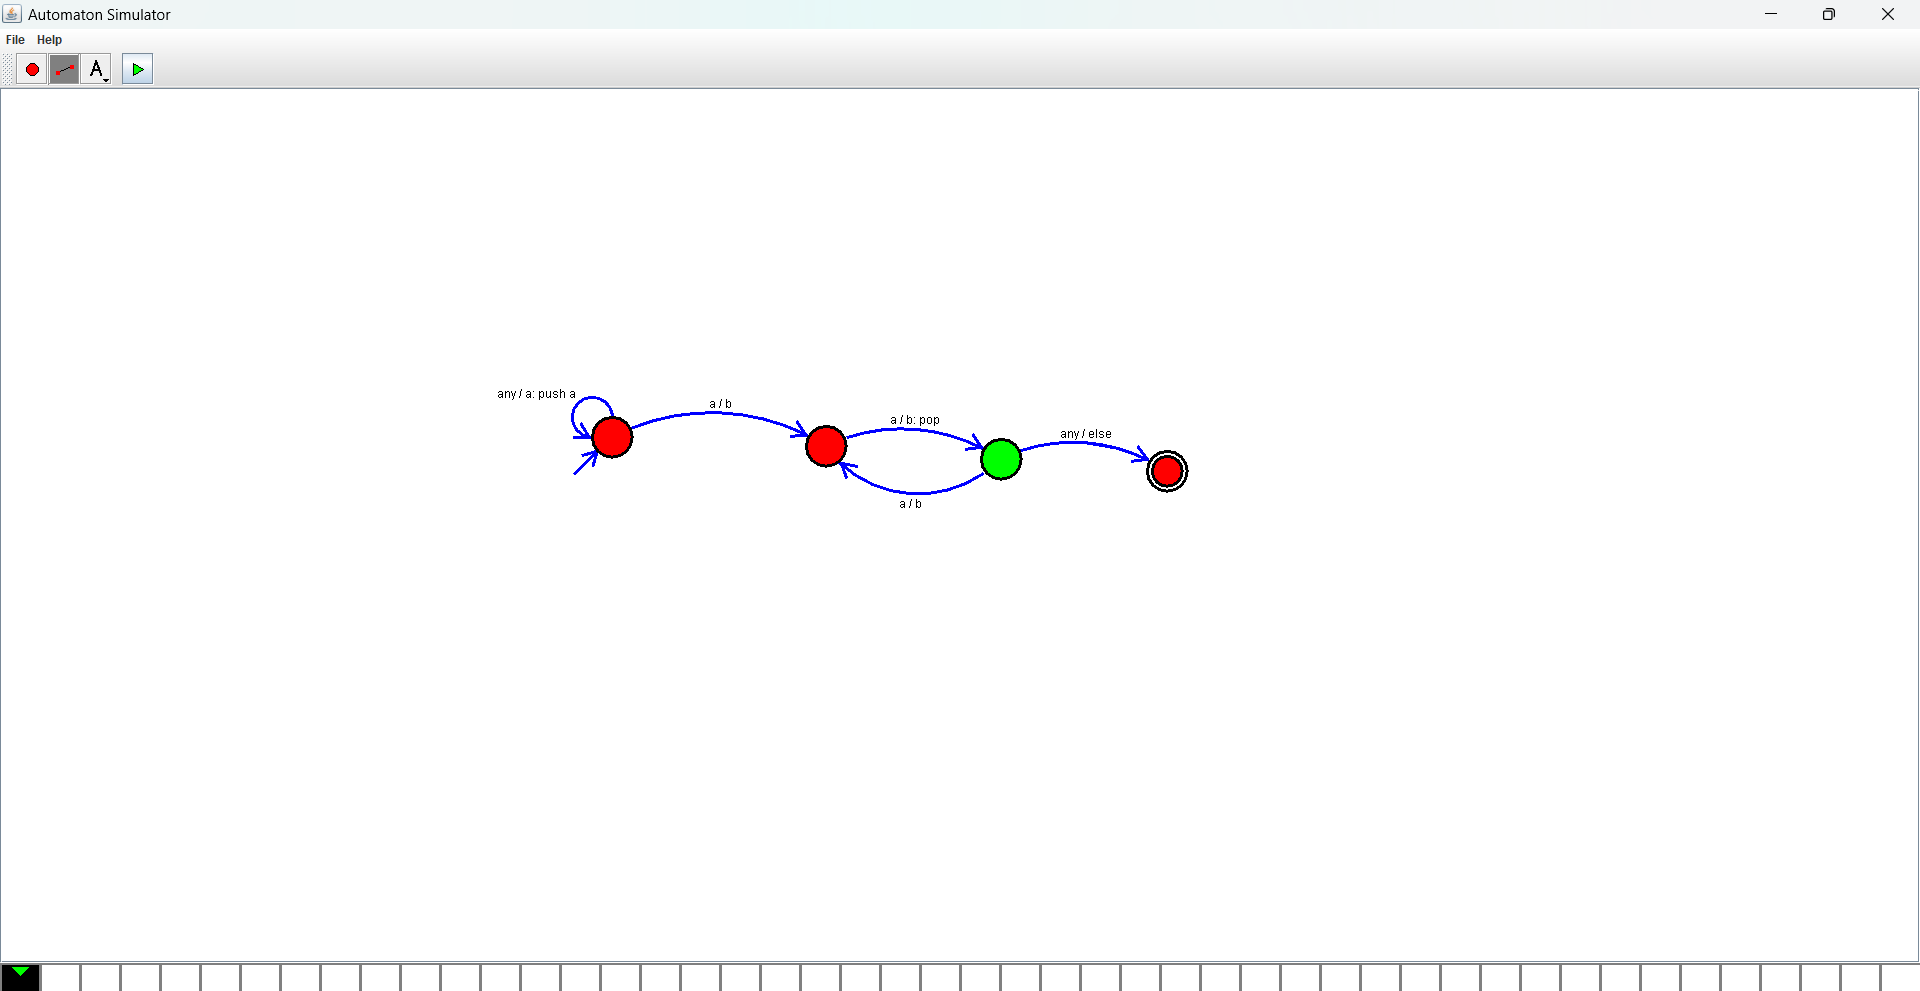 Automaton Simulator
File Help
A
any / a: push a
a / b
a / b: pop
any / else
a / b